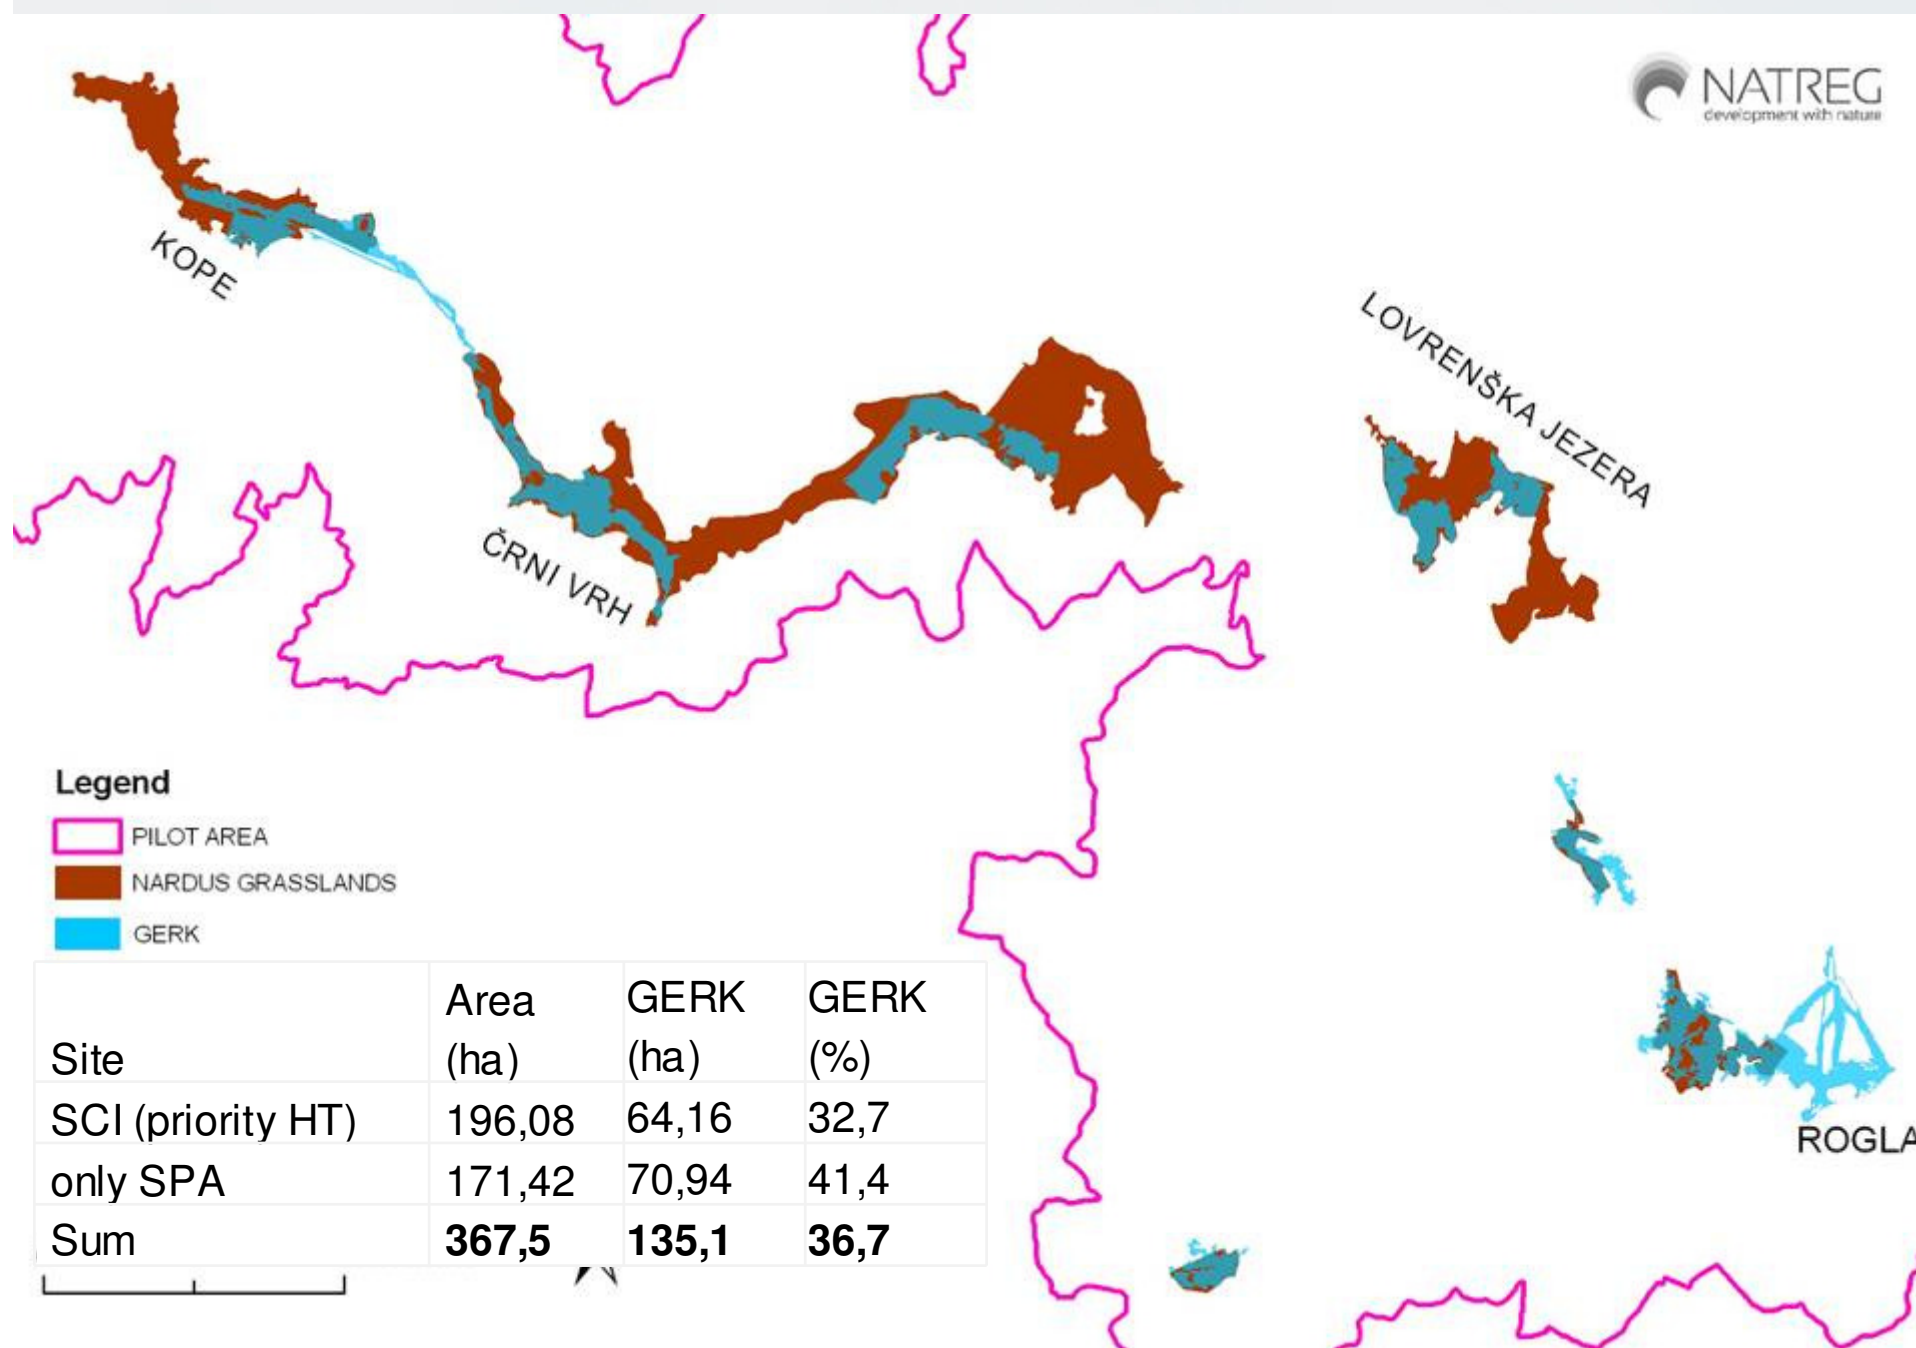 NATREG
development with nature
KOPE
LOVRENŠKA JEZERA
ČRNI VRH
Legend
PILOT AREA
NARDUS GRASSLANDS
GERK
Site Area (ha) GERK (ha) GERK (%)
SCI (priority HT) 196,08 64,16 32,7
only SPA 171,42 70,94 41,4
Sum 367,5 135,1 36,7
ROGLA